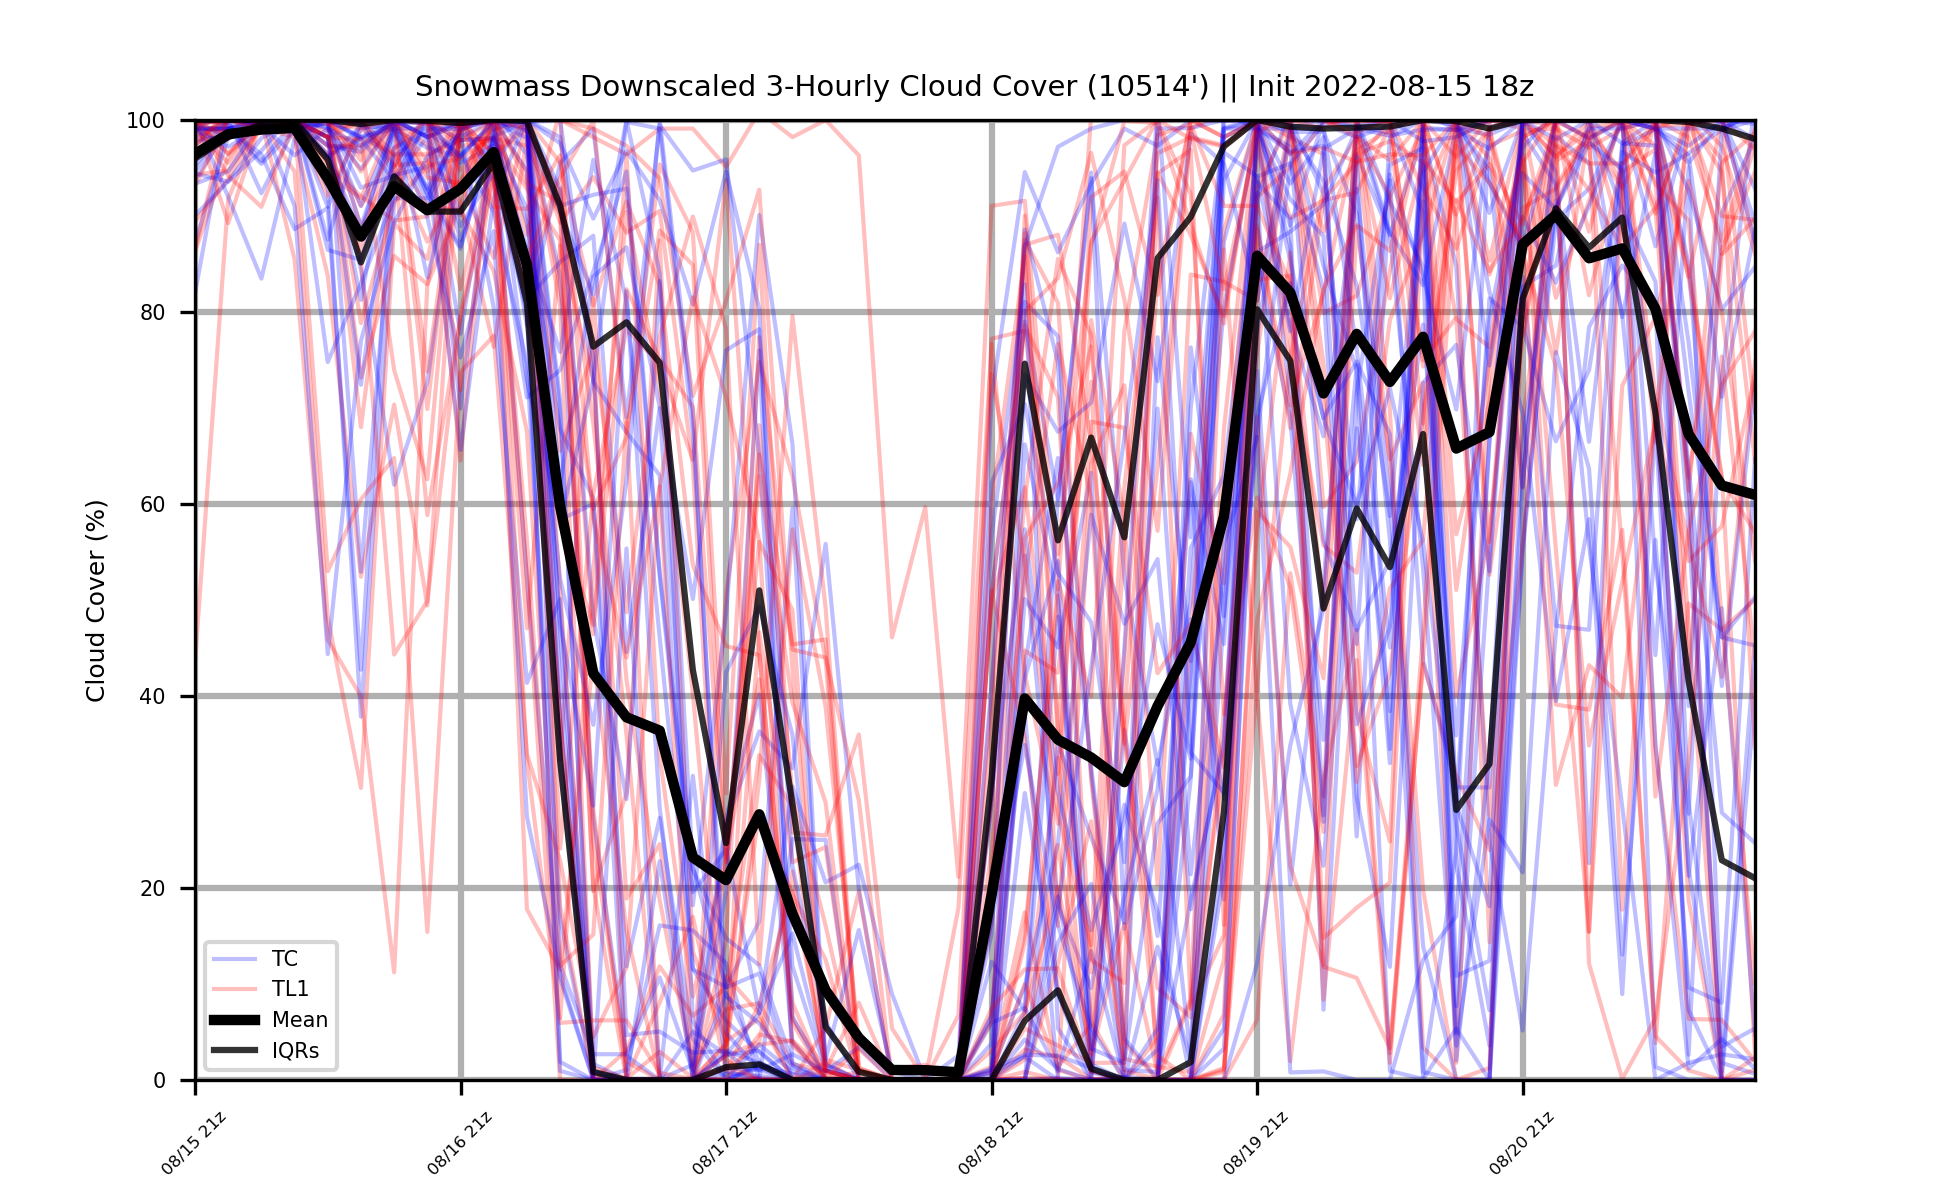 Snowmass Downscaled 3-Hourly Cloud Cover (10514') || Init 2022-08-15 18z
100
80
60
40
20
0
Cloud Cover (%)
TC
TL1
Mean
IQRs
08/15 21z
08/16 21z
08/17 21z
08/18 21z
08/19 21z
08/20 21z